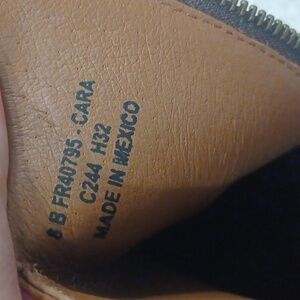 8 B FR40795 - CARA
C244 H32
MADE IN MEXICO